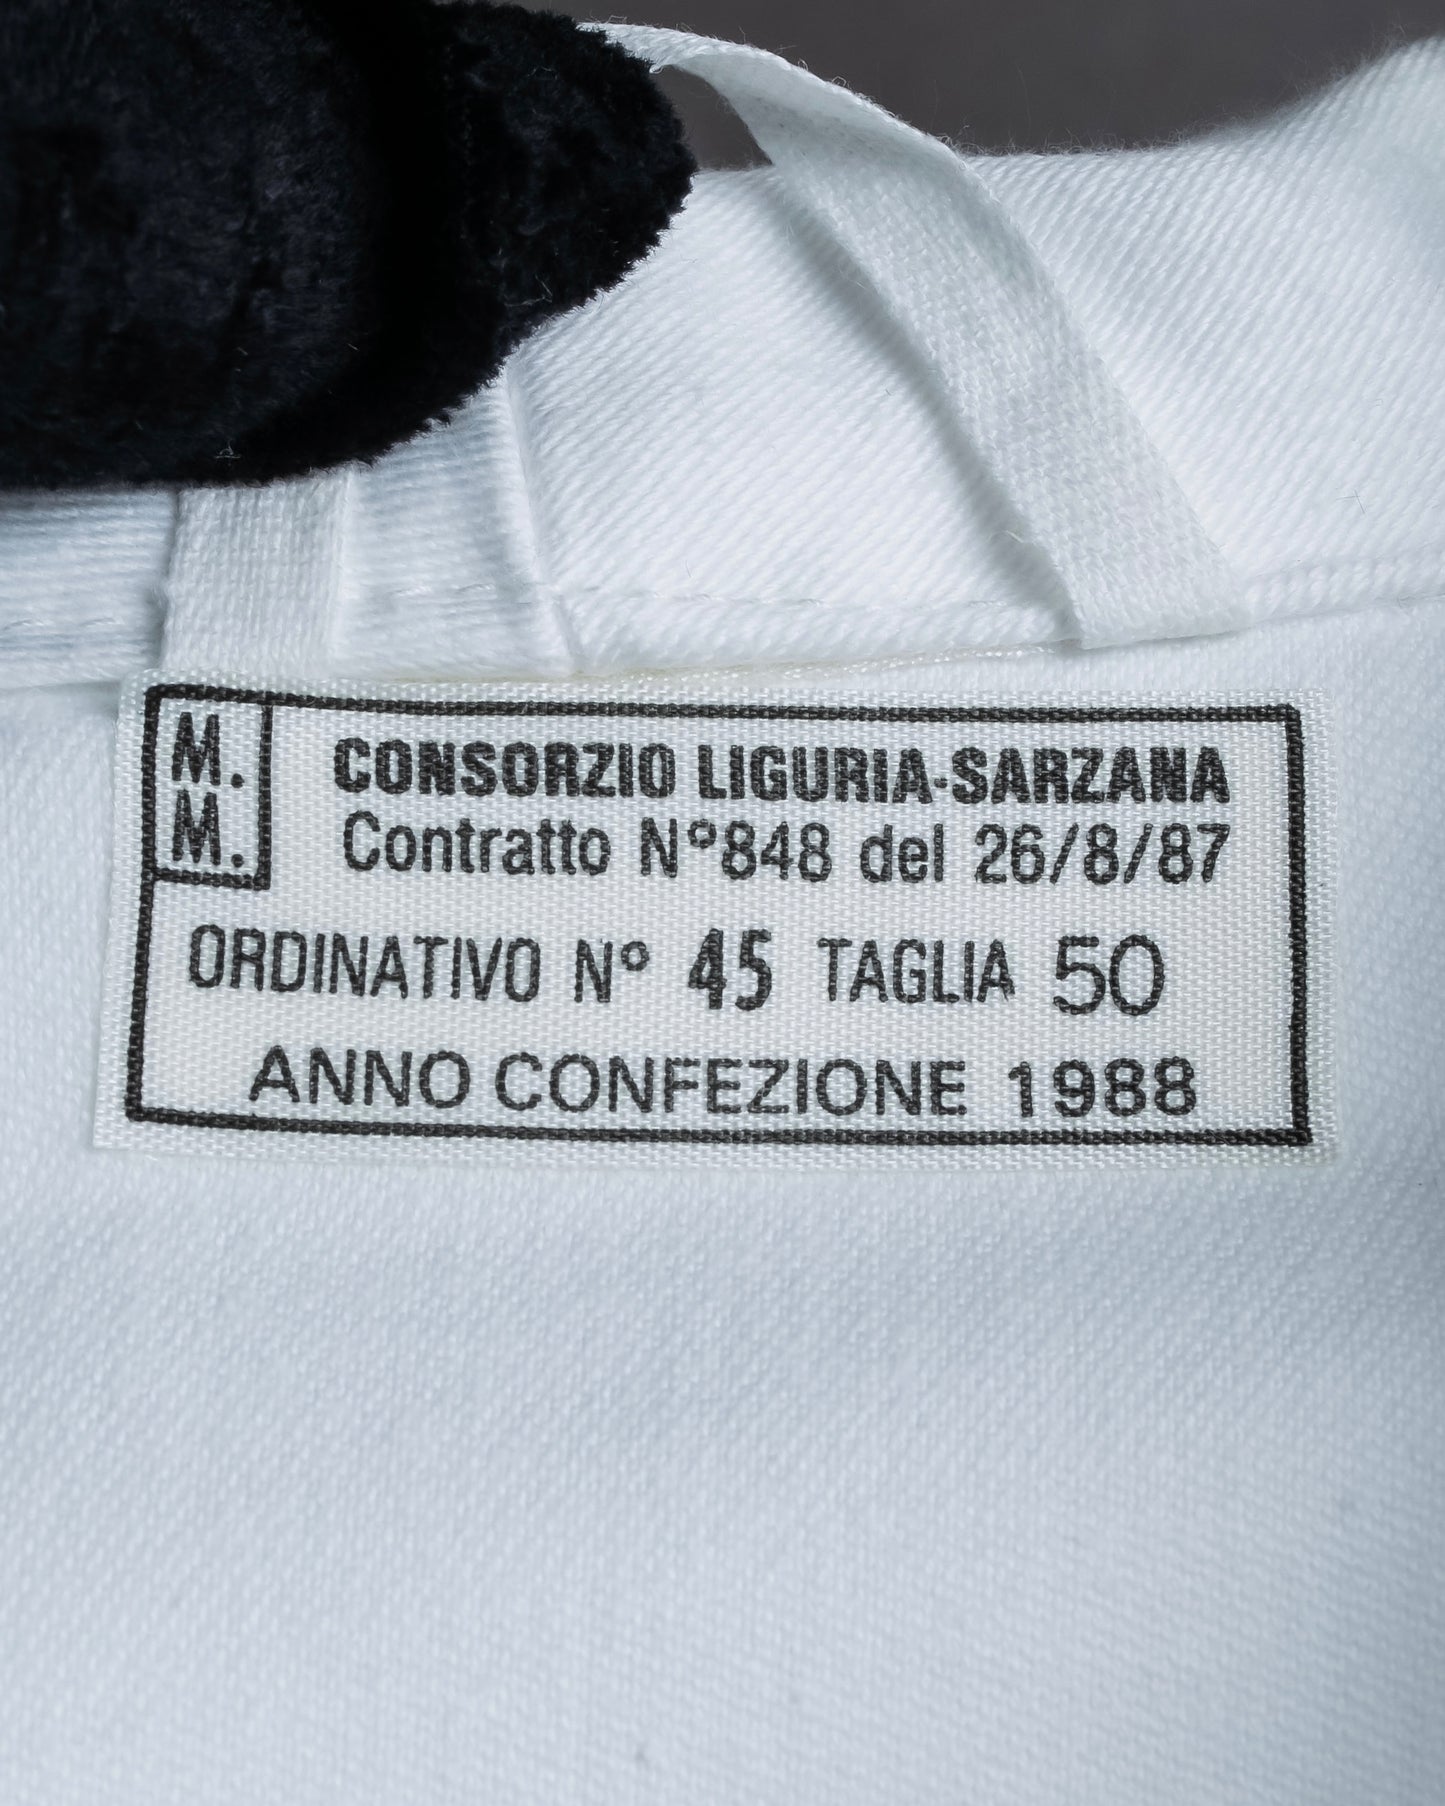 M.
M.
CONSORZIO LIGURIA-SARZANA
Contratto N°848 del 26/8/87
ORDINATIVO N° 45 TAGLIA 50
ANNO CONFEZIONE 1988